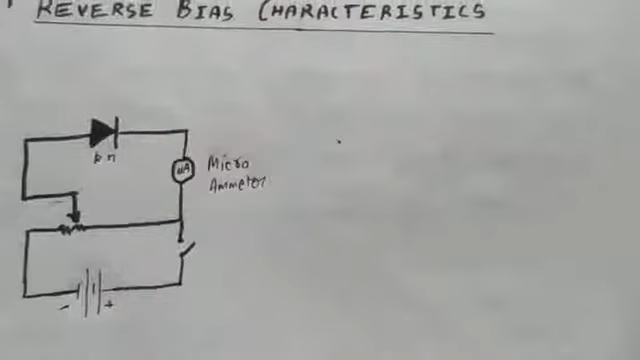 REVERSE BIAS CHARACTERISTICS
p n
μA
Micro
Ammeter
- +